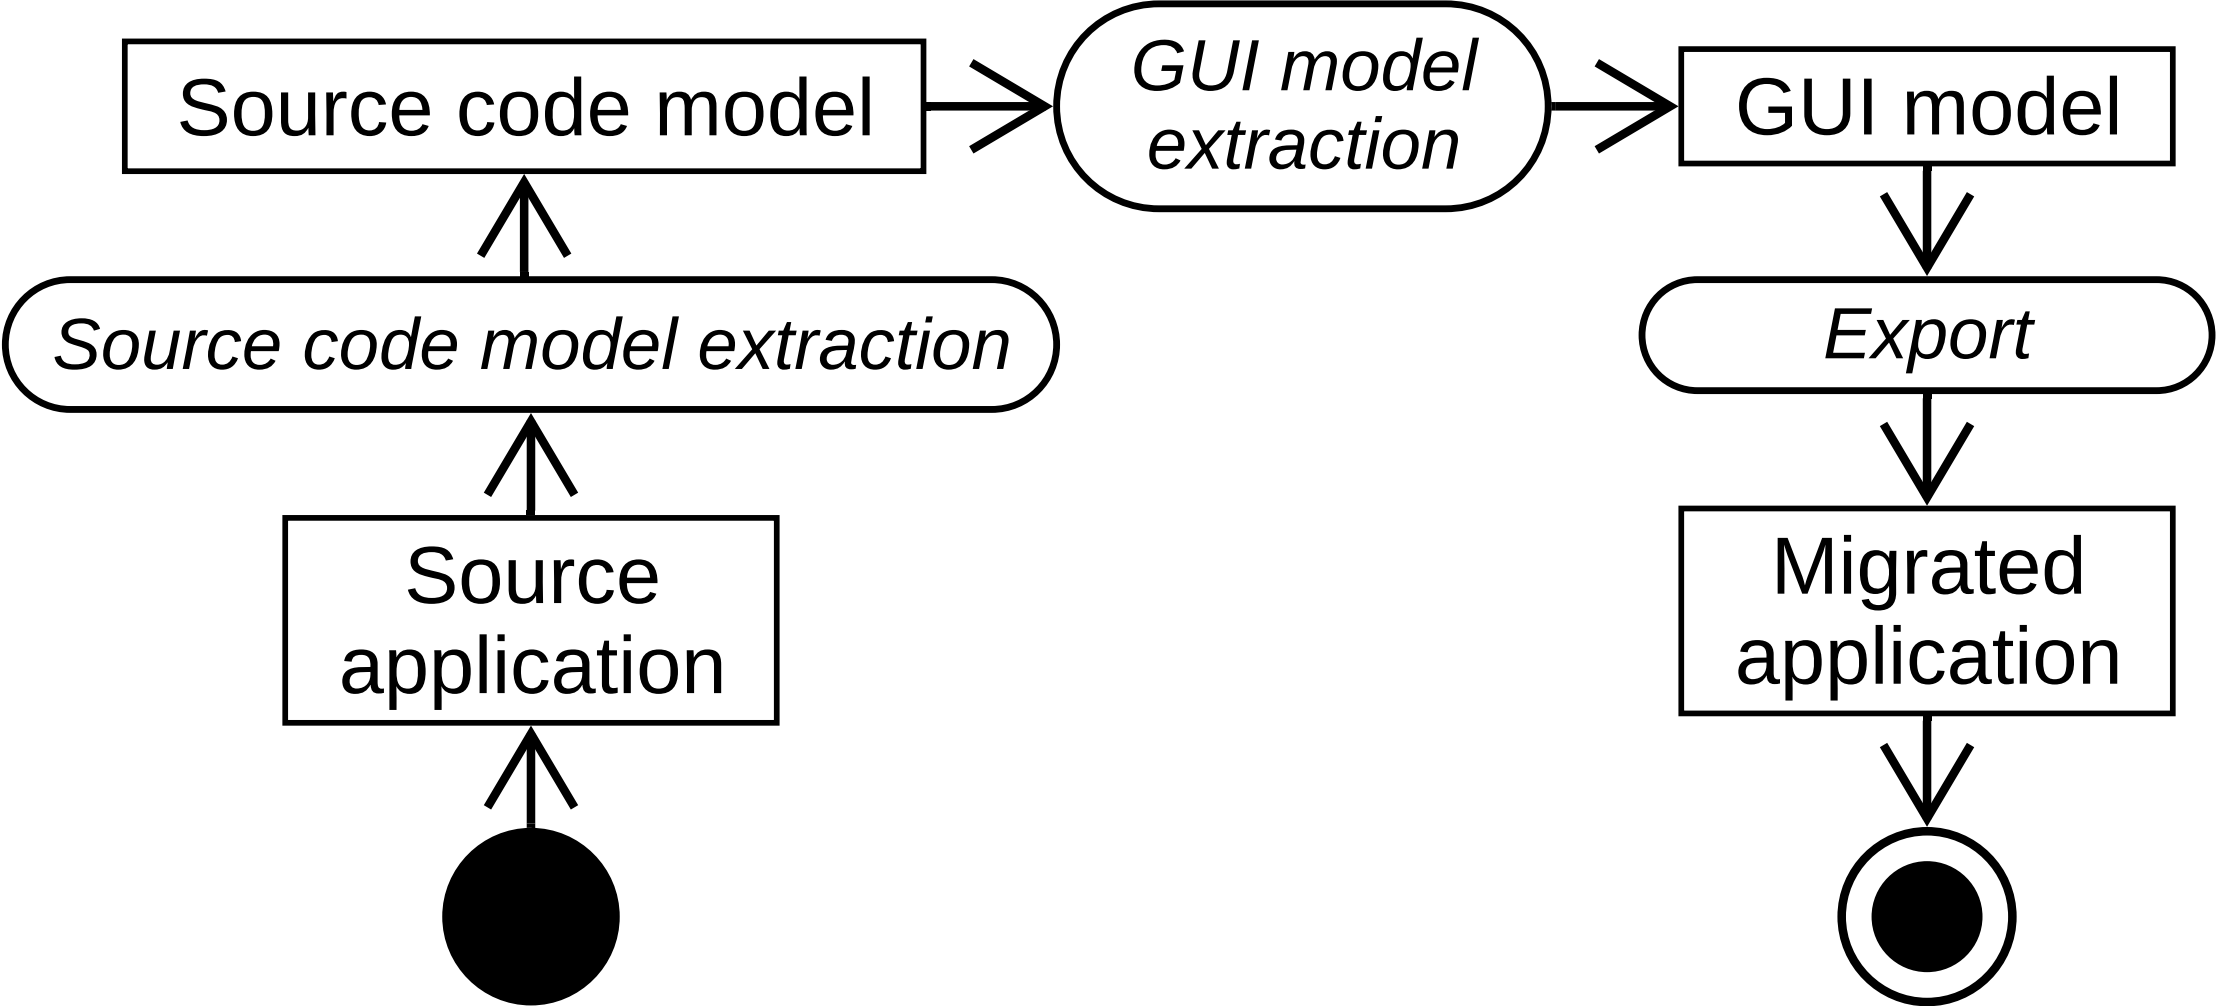 Source code model
GUI model
extraction
GUI model
Source code model extraction
Export
Source
application
Migrated
application